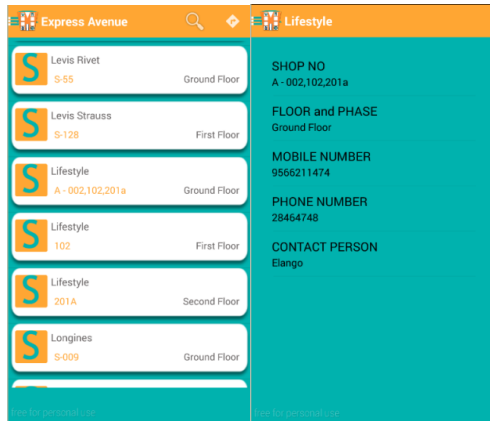 Express Avenue
S
Levis Rivet
S-55
Ground Floor
S
Levis Strauss
S-128
First Floor
S
Lifestyle
A - 002,102,201a
Ground Floor
S
Lifestyle
102
First Floor
S
Lifestyle
201A
Second Floor
S
Longines
S-009
Ground Floor
free for personal use
Lifestyle
SHOP NO
A - 002,102,201a
FLOOR and PHASE
Ground Floor
MOBILE NUMBER
9566211474
PHONE NUMBER
28464748
CONTACT PERSON
Elango
free for personal use